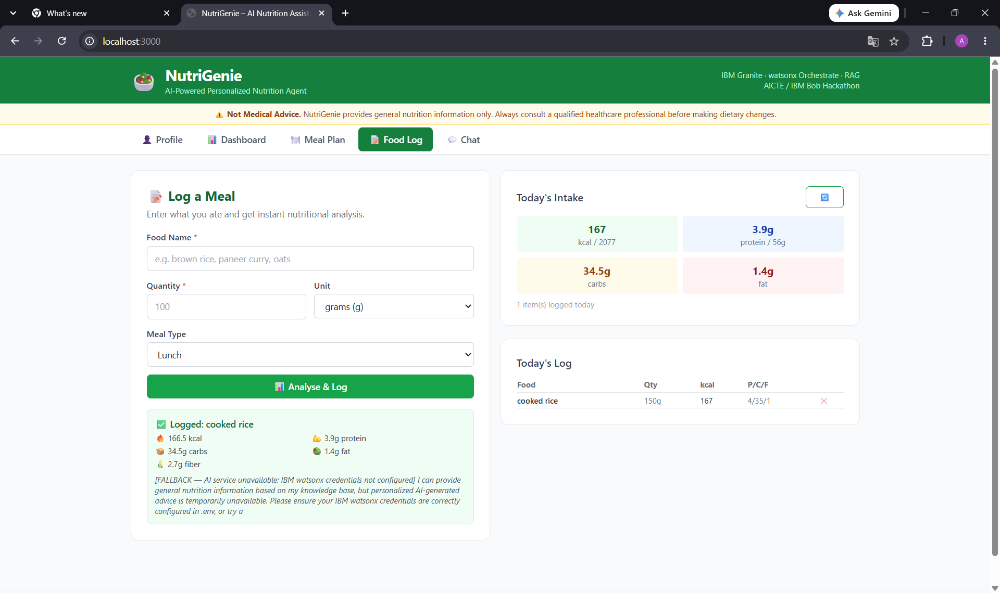 What's new
NutriGenie – AI Nutrition Assist
Ask Gemini
localhost:3000
A
NutriGenie
AI-Powered Personalized Nutrition Agent
IBM Granite · watsonx Orchestrate · RAG
AICTE / IBM Bob Hackathon
Not Medical Advice. NutriGenie provides general nutrition information only. Always consult a qualified healthcare professional before making dietary changes.
Profile
Dashboard
Meal Plan
Food Log
Chat
Log a Meal
Enter what you ate and get instant nutritional analysis.
Food Name *
e.g. brown rice, paneer curry, oats
Quantity *
Unit
100
grams (g)
Meal Type
Lunch
Analyse & Log
Logged: cooked rice
166.5 kcal
3.9g protein
34.5g carbs
1.4g fat
2.7g fiber
[FALLBACK — AI service unavailable: IBM watsonx credentials not configured] I can provide
general nutrition information based on my knowledge base, but personalized AI-generated
advice is temporarily unavailable. Please ensure your IBM watsonx credentials are correctly
configured in .env, or try a
Today's Intake
167
kcal / 2077
3.9g
protein / 56g
34.5g
carbs
1.4g
fat
1 item(s) logged today
Today's Log
Food Qty kcal P/C/F
cooked rice 150g 167 4/35/1